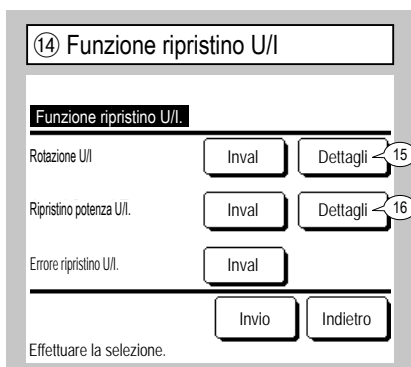 ⑭ Funzione ripristino U/I
Funzione ripristino U/I.
Rotazione U/I Inval Dettagli 15
Ripristino potenza U/I. Inval Dettagli 16
Errore ripristino U/I. Inval
Invio Indietro
Effettuare la selezione.